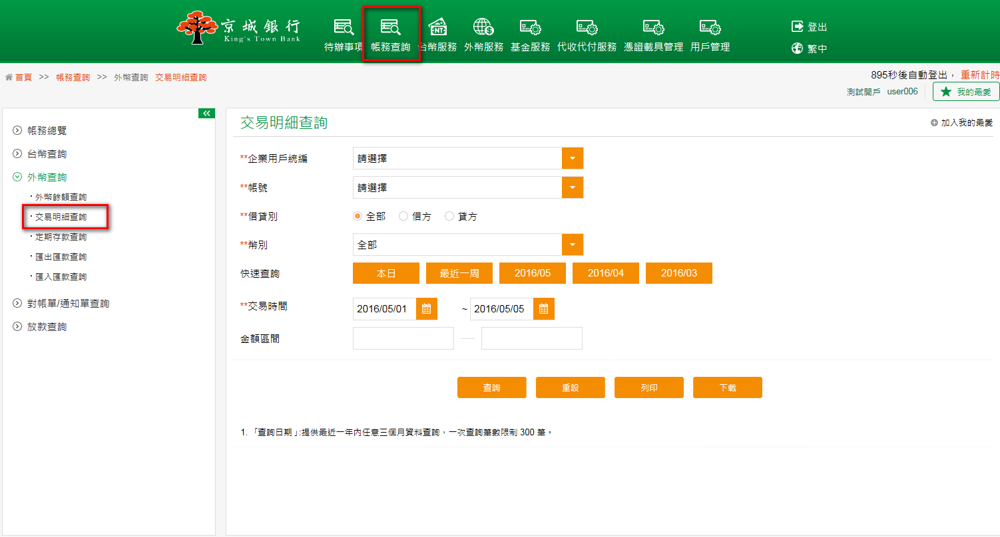 京城銀行
King's Town Bank
待辦事項 帳務查詢 台幣服務 外幣服務 基金服務 代收代付服務 憑證載具管理 用戶管理
登出
繁中
首頁 >> 帳務查詢 >> 外幣查詢 交易明細查詢
895秒後自動登出, 重新計時
測試開戶 user006
我的最愛
帳務總覽
台幣查詢
外幣查詢
‧外幣餘額查詢
‧交易明細查詢
‧定期存款查詢
‧匯出匯款查詢
‧匯入匯款查詢
對帳單/通知單查詢
放款查詢
交易明細查詢
加入我的最愛
**企業用戶統編 請選擇
**帳號 請選擇
**借貸別 全部 借方 貸方
**幣別 全部
快速查詢 本日 最近一周 2016/05 2016/04 2016/03
**交易時間 2016/05/01 ~ 2016/05/05
金額區間
查詢 重設 列印 下載
1. 「查詢日期」:提供最近一年內任意三個月資料查詢，一次查詢筆數限制 300 筆。